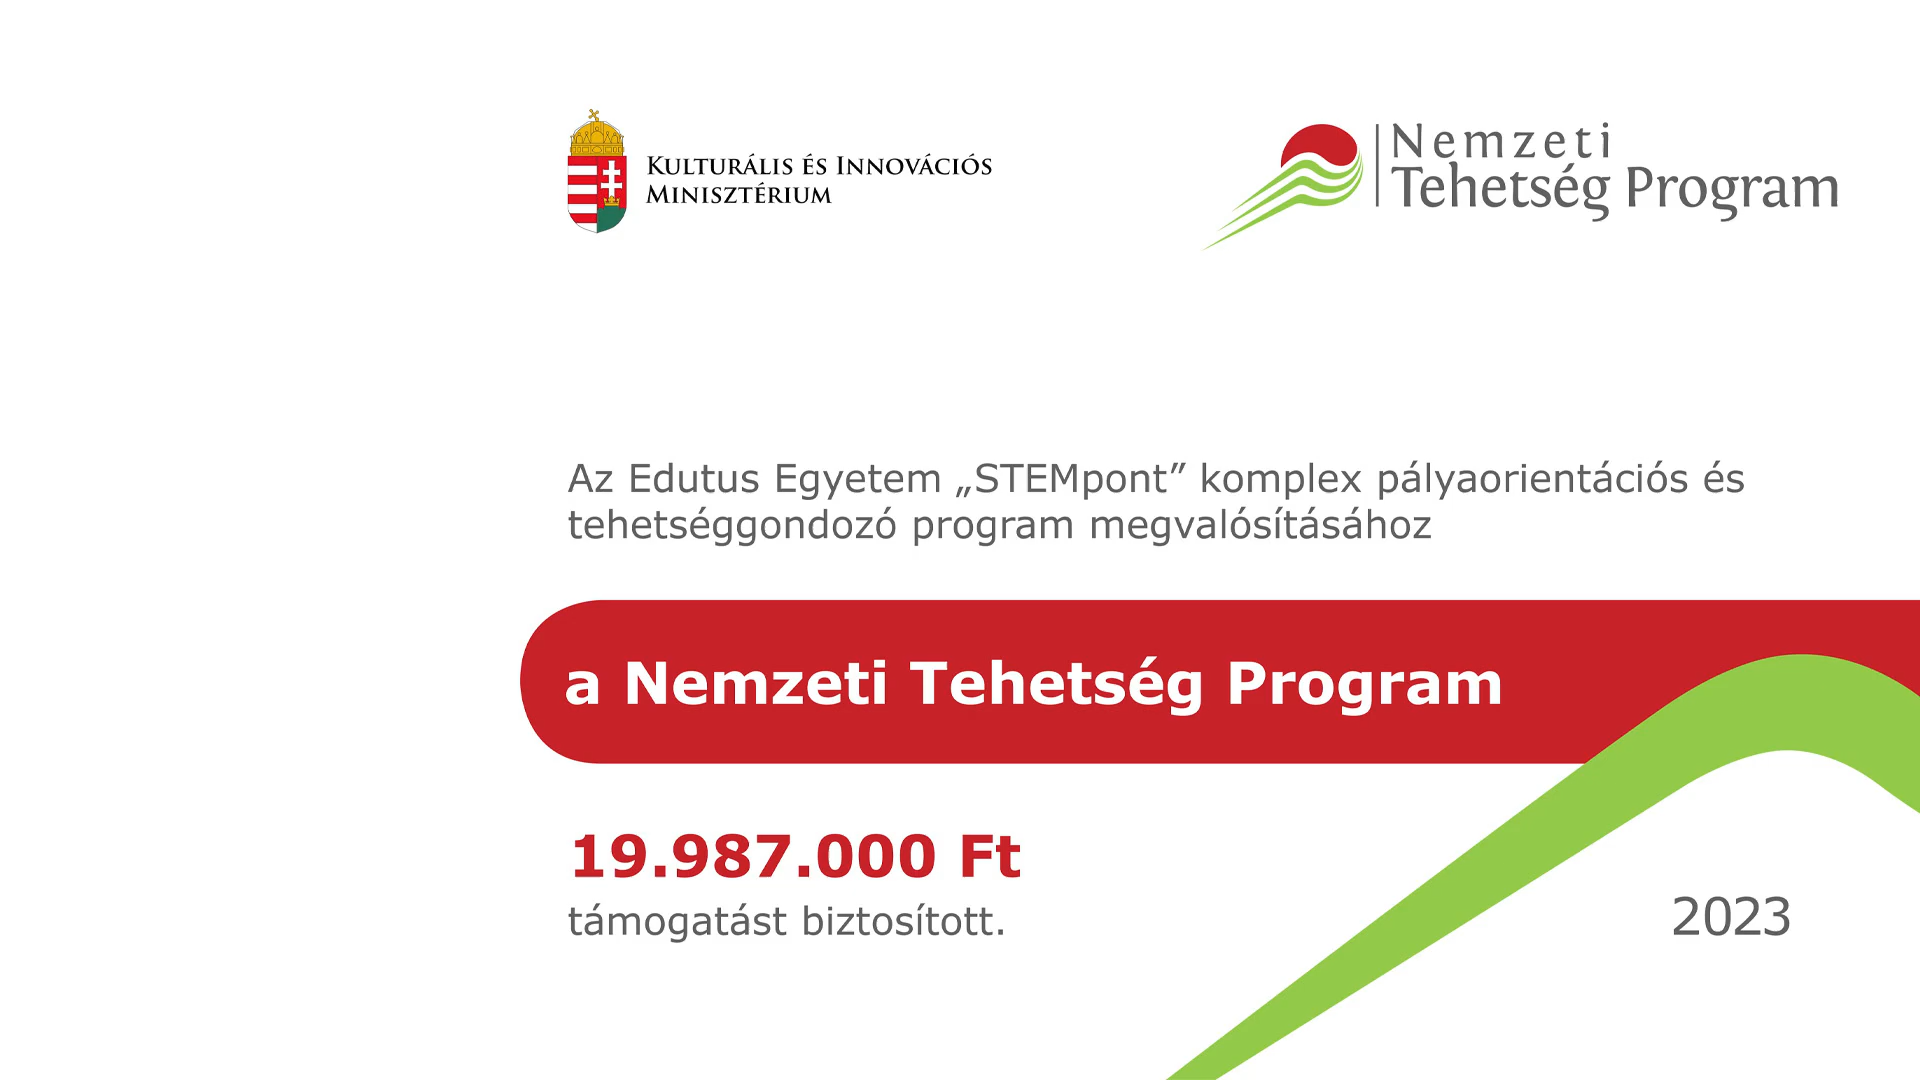 KULTURÁLIS ÉS INNOVÁCIÓS
MINISZTÉRIUM
Nemzeti
Tehetség Program
Az Edutus Egyetem „STEMpont” komplex pályaorientációs és
tehetséggondozó program megvalósításához
a Nemzeti Tehetség Program
19.987.000 Ft
támogatást biztosított.
2023